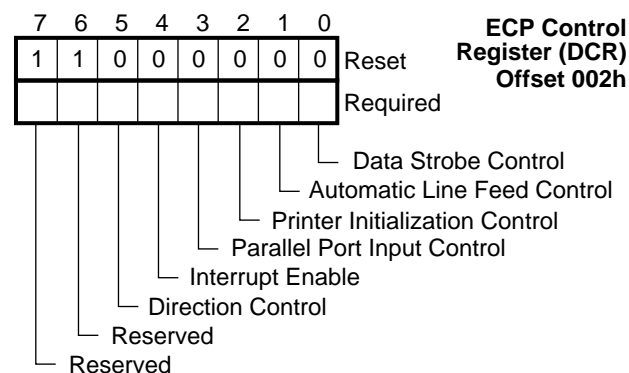 7 6 5 4 3 2 1 0
ECP Control
Register (DCR)
Offset 002h
1 1 0 0 0 0 0 0 Reset
Required
Data Strobe Control
Automatic Line Feed Control
Printer Initialization Control
Parallel Port Input Control
Interrupt Enable
Direction Control
Reserved
Reserved